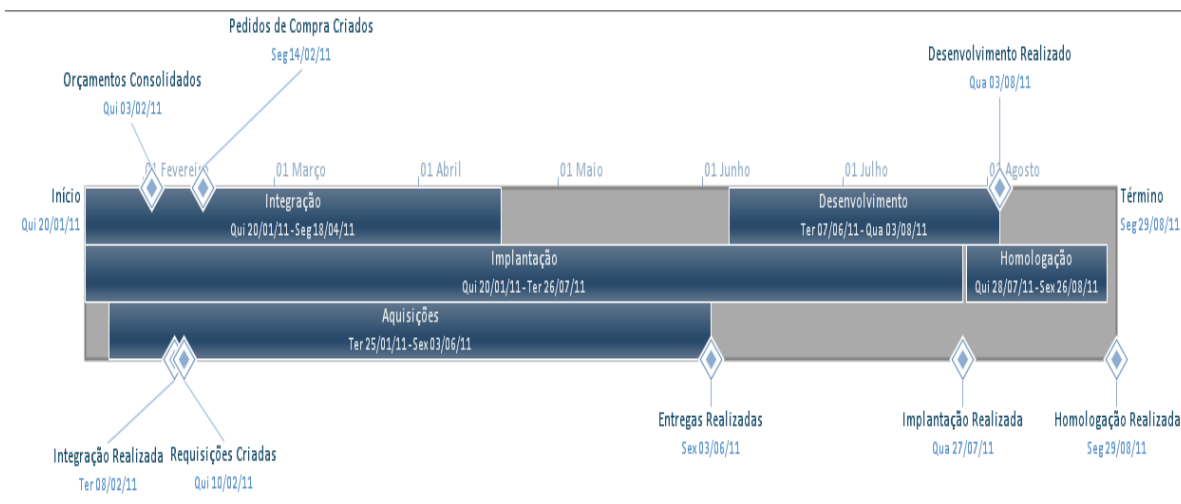 Pedidos de Compra Criados
Seg 14/02/11
Desenvolvimento Realizado
Qua 03/08/11
Orçamentos Consolidados
Qui 03/02/11
01 Fevereiro
01 Março
01 Abril
01 Maio
01 Junho
01 Julho
01 Agosto
Início
Qui 20/01/11
Integração
Qui 20/01/11 - Seg 18/04/11
Desenvolvimento
Ter 07/06/11 - Qua 03/08/11
Término
Seg 29/08/11
Implantação
Qui 20/01/11 - Ter 26/07/11
Homologação
Qui 28/07/11 - Sex 26/08/11
Aquisições
Ter 25/01/11 - Sex 03/06/11
Entregas Realizadas
Sex 03/06/11
Implantação Realizada
Qua 27/07/11
Homologação Realizada
Seg 29/08/11
Integração Realizada
Ter 08/02/11
Requisições Criadas
Qui 10/02/11